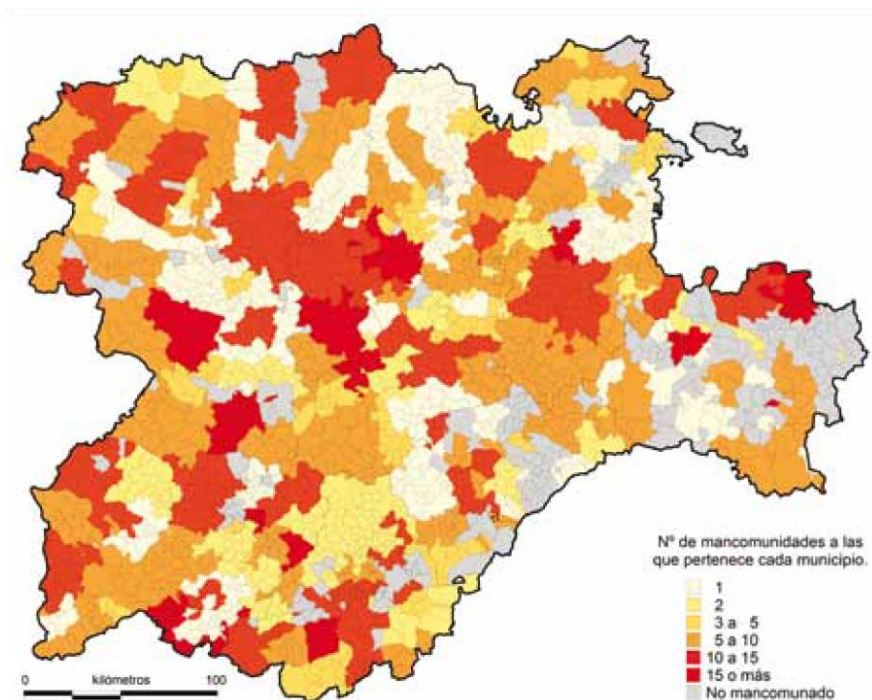 Nº de mancomunidades a las
que pertenece cada municipio.
1
2
3 a 5
5 a 10
10 a 15
15 o más
No mancomunado
0 kilómetros 100